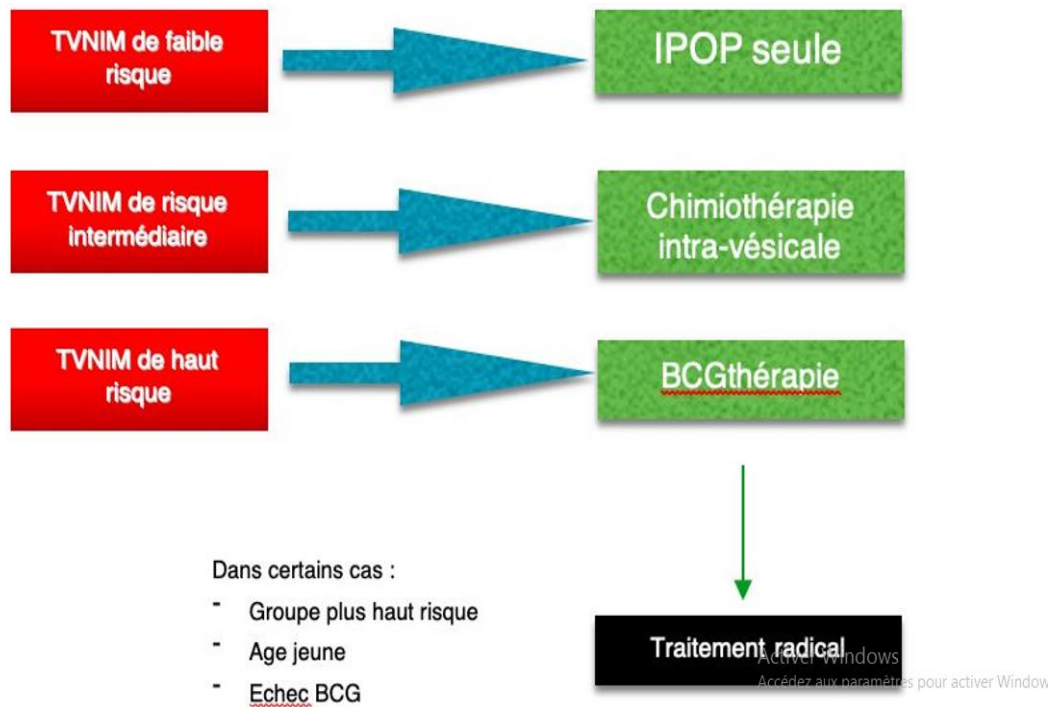 TVNIM de faible
risque
IPOP seule
TVNIM de risque
intermédiaire
Chimiothérapie
intra-vésicale
TVNIM de haut
risque
BCGthérapie
Dans certains cas :
- Groupe plus haut risque
- Age jeune
- Echec BCG
Traitement radical
Activer Windows
Accédez aux paramètres pour activer Window